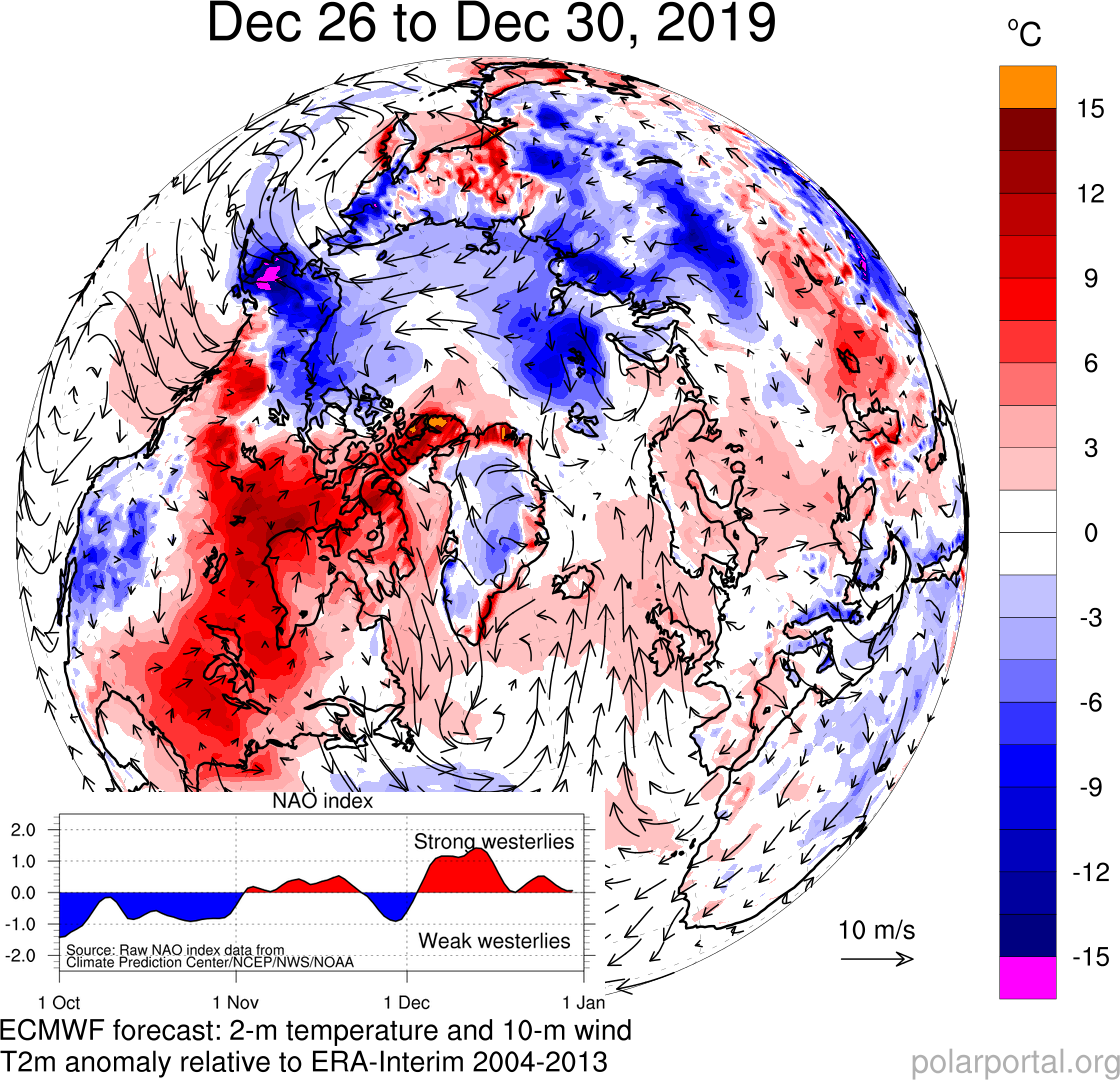 Dec 26 to Dec 30, 2019
oC
15
12
9
6
3
0
-3
-6
-9
-12
-15
10 m/s
NAO index
2.0
1.0
0.0
-1.0
-2.0
Strong westerlies
Weak westerlies
Source: Raw NAO index data from
Climate Prediction Center/NCEP/NWS/NOAA
1 Oct
1 Nov
1 Dec
1 Jan
ECMWF forecast: 2-m temperature and 10-m wind
T2m anomaly relative to ERA-Interim 2004-2013
polarportal.org